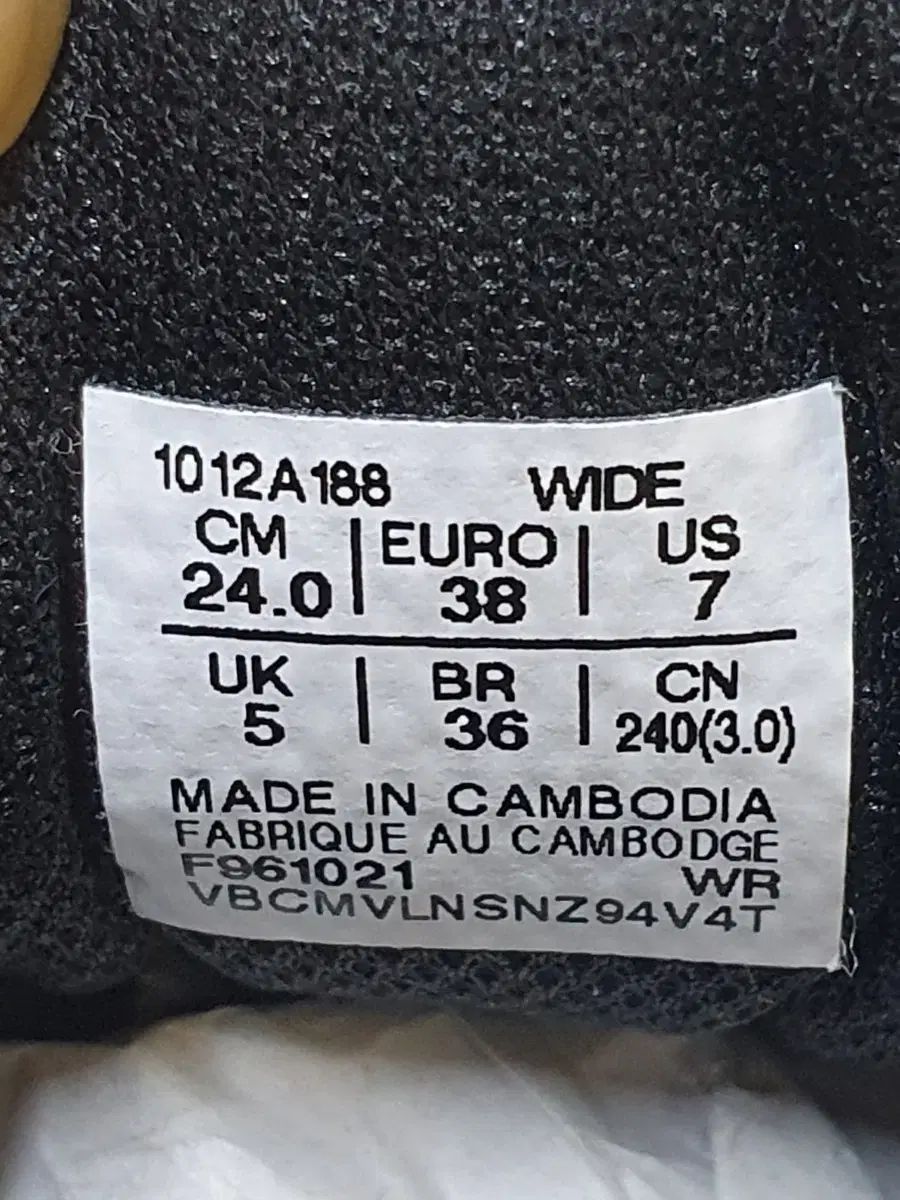 1012A188 WIDE
CM | EURO | US
24.0 | 38 | 7
UK | BR | CN
5 | 36 | 240(3.0)
MADE IN CAMBODIA
FABRIQUE AU CAMBODGE
F961021 WR
VBCMVLNSNZ94V4T